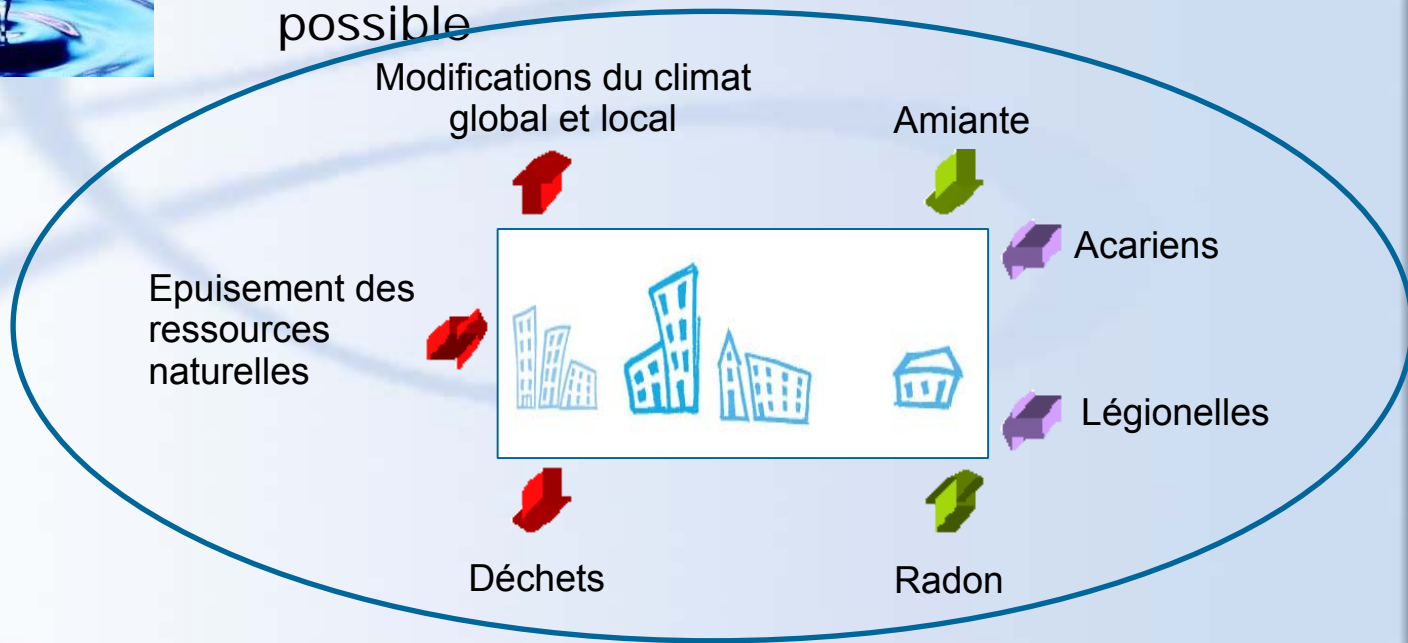 possible
Modifications du climat
global et local
Amiante
Acariens
Epuisement des
ressources
naturelles
Légionelles
Déchets
Radon